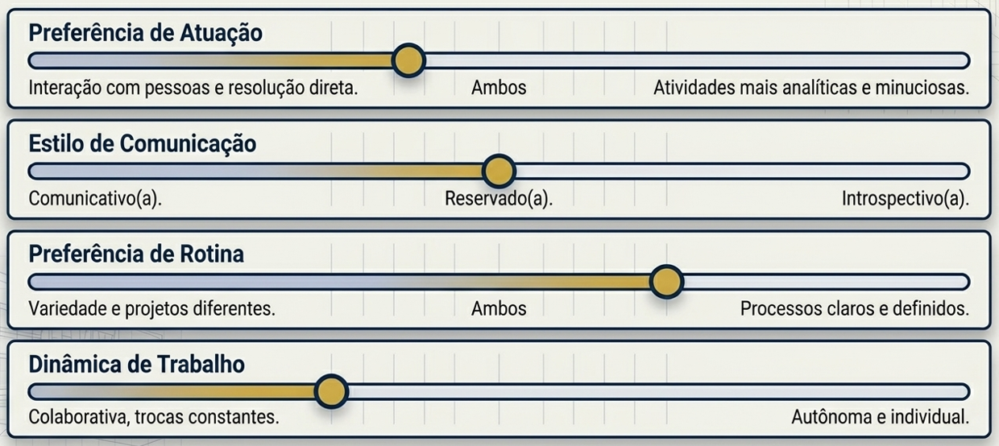 Preferência de Atuação
Interação com pessoas e resolução direta. Ambos Atividades mais analíticas e minuciosas.
Estilo de Comunicação
Comunicativo(a). Reservado(a). Introspectivo(a).
Preferência de Rotina
Variedade e projetos diferentes. Ambos Processos claros e definidos.
Dinâmica de Trabalho
Colaborativa, trocas constantes. Autônoma e individual.